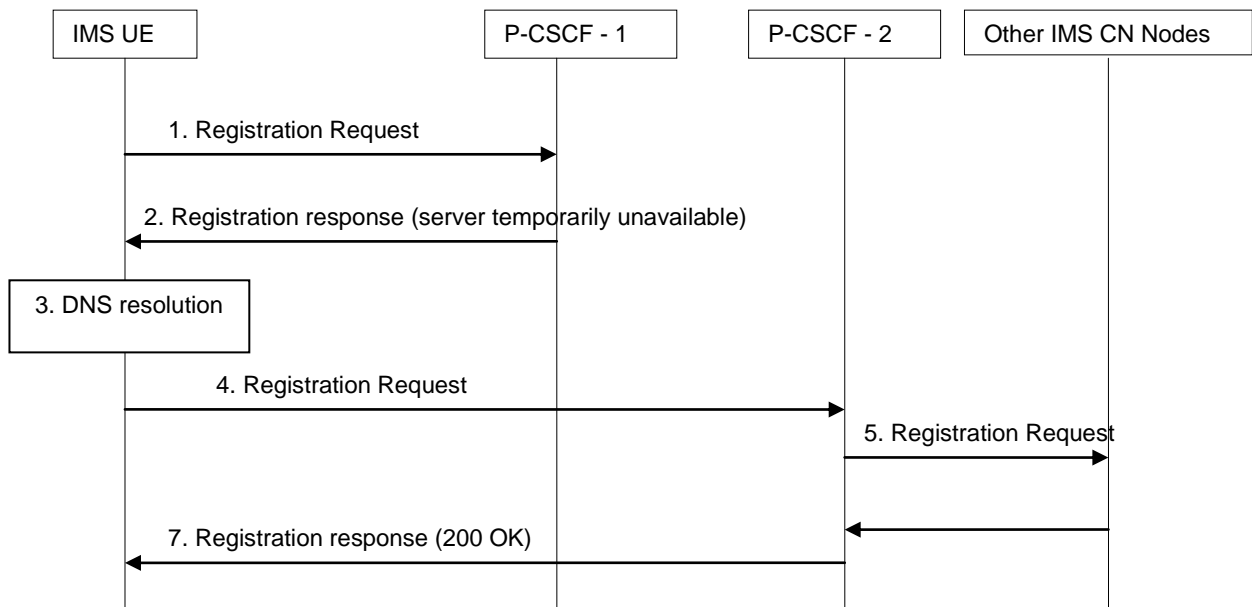 IMS UE
P-CSCF - 1
P-CSCF - 2
Other IMS CN Nodes
1. Registration Request
2. Registration response (server temporarily unavailable)
3. DNS resolution
4. Registration Request
5. Registration Request
7. Registration response (200 OK)